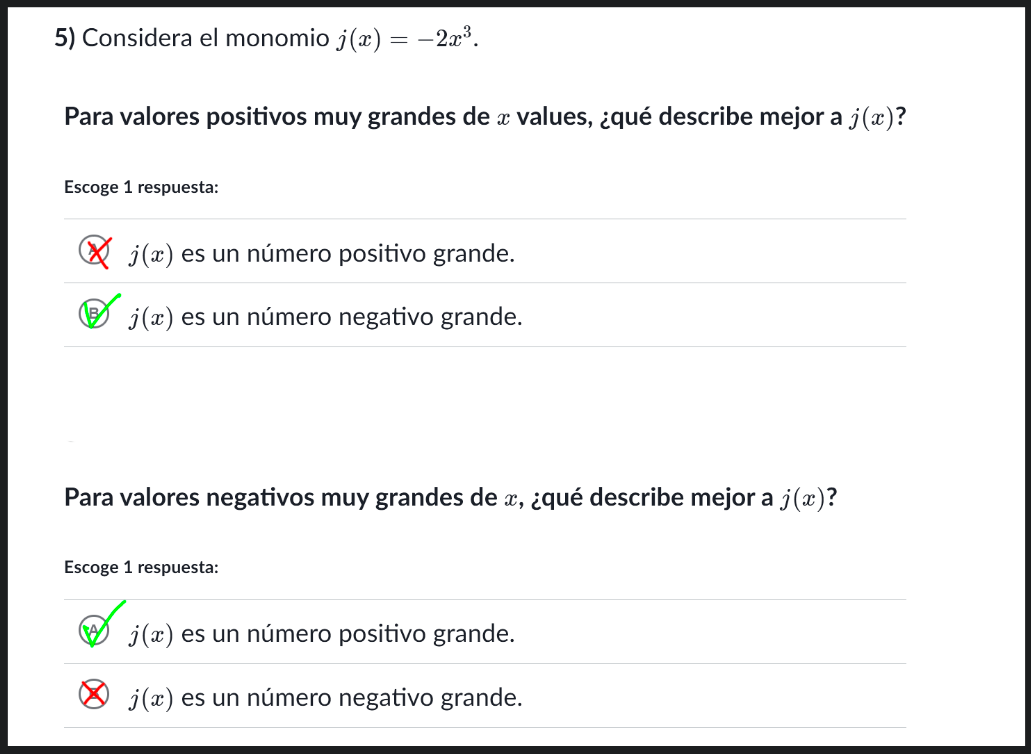 5) Considera el monomio j(x) = −2x³.
Para valores positivos muy grandes de x values, ¿qué describe mejor a j(x)?
Escoge 1 respuesta:
A j(x) es un número positivo grande.
B j(x) es un número negativo grande.
Para valores negativos muy grandes de x, ¿qué describe mejor a j(x)?
Escoge 1 respuesta:
A j(x) es un número positivo grande.
j(x) es un número negativo grande.